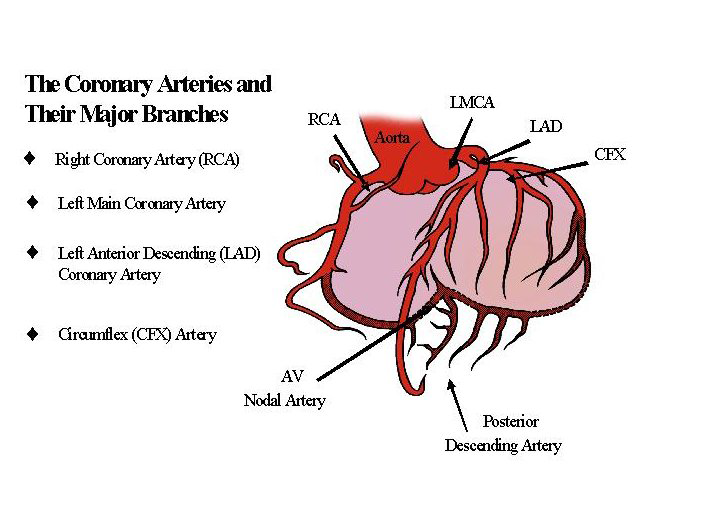 The Coronary Arteries and
Their Major Branches
♦ Right Coronary Artery (RCA)
♦ Left Main Coronary Artery
♦ Left Anterior Descending (LAD)
Coronary Artery
♦ Circumflex (CFX) Artery
RCA
Aorta
LMCA
LAD
CFX
AV
Nodal Artery
Posterior
Descending Artery